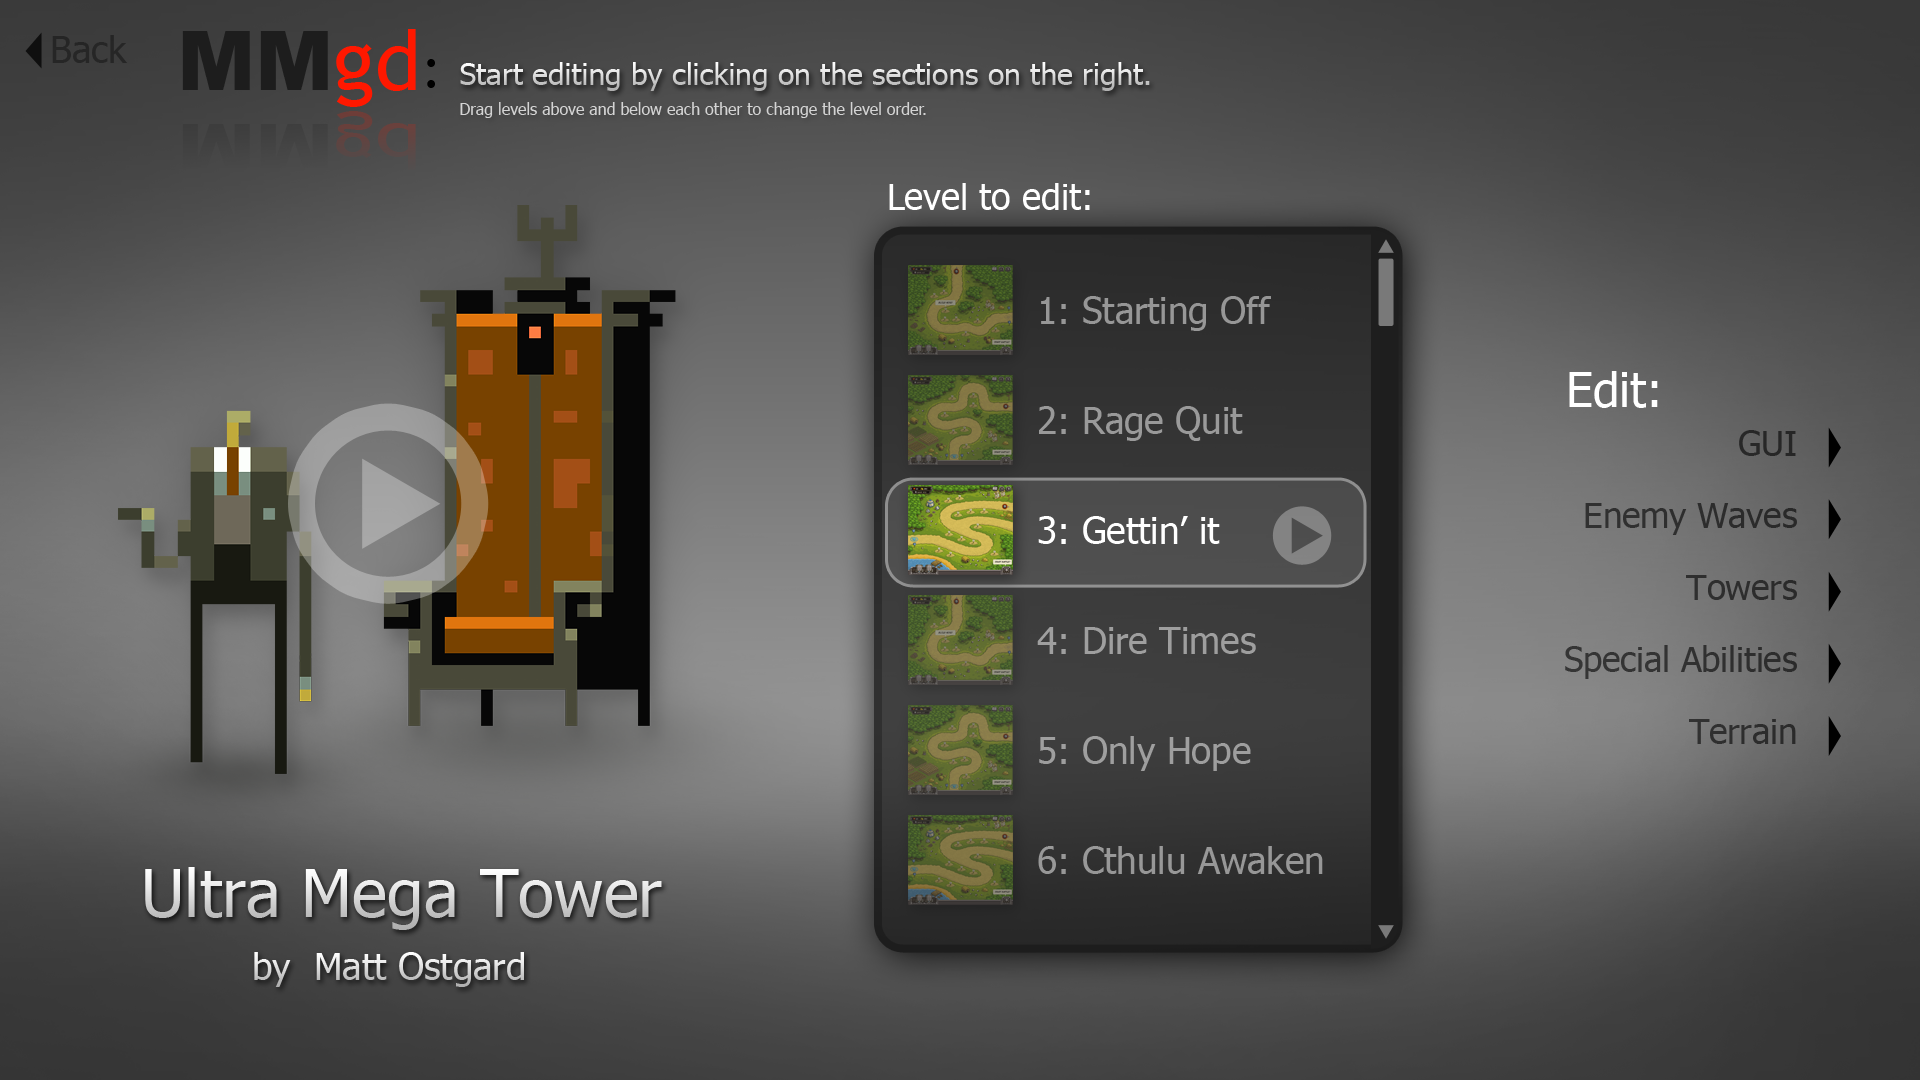 Back
MMgd:
Start editing by clicking on the sections on the right.
Drag levels above and below each other to change the level order.
Level to edit:
1: Starting Off
2: Rage Quit
3: Gettin’ it
4: Dire Times
5: Only Hope
6: Cthulu Awaken
Edit:
GUI
Enemy Waves
Towers
Special Abilities
Terrain
Ultra Mega Tower
by Matt Ostgard